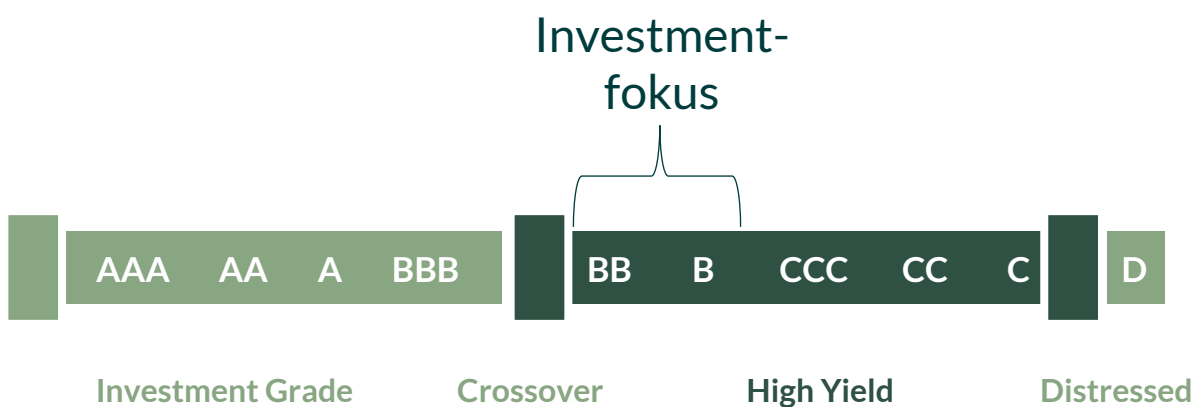 Investment-
fokus
AAA AA A BBB BB B CCC CC C D
Investment Grade Crossover High Yield Distressed